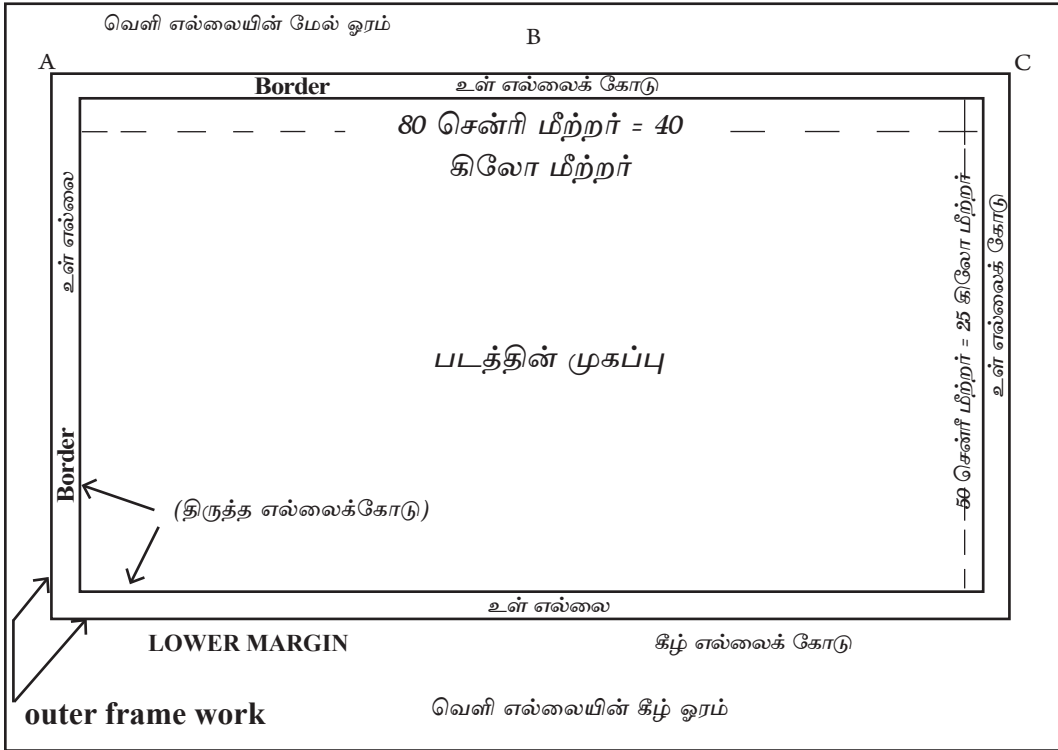 வெளி எல்லையின் மேல் ஓரம்
B
A
C
Border
உள் எல்லைக் கோடு
80 சென்ரி மீற்றர் = 40
கிலோ மீற்றர்
உள் எல்லை
50 சென்ரீ மீற்றர் = 25 கிலோ மீற்றர்
உள் எல்லைக் கோடு
படத்தின் முகப்பு
Border
(திருத்த எல்லைக்கோடு)
உள் எல்லை
LOWER MARGIN
கீழ் எல்லைக் கோடு
outer frame work
வெளி எல்லையின் கீழ் ஓரம்